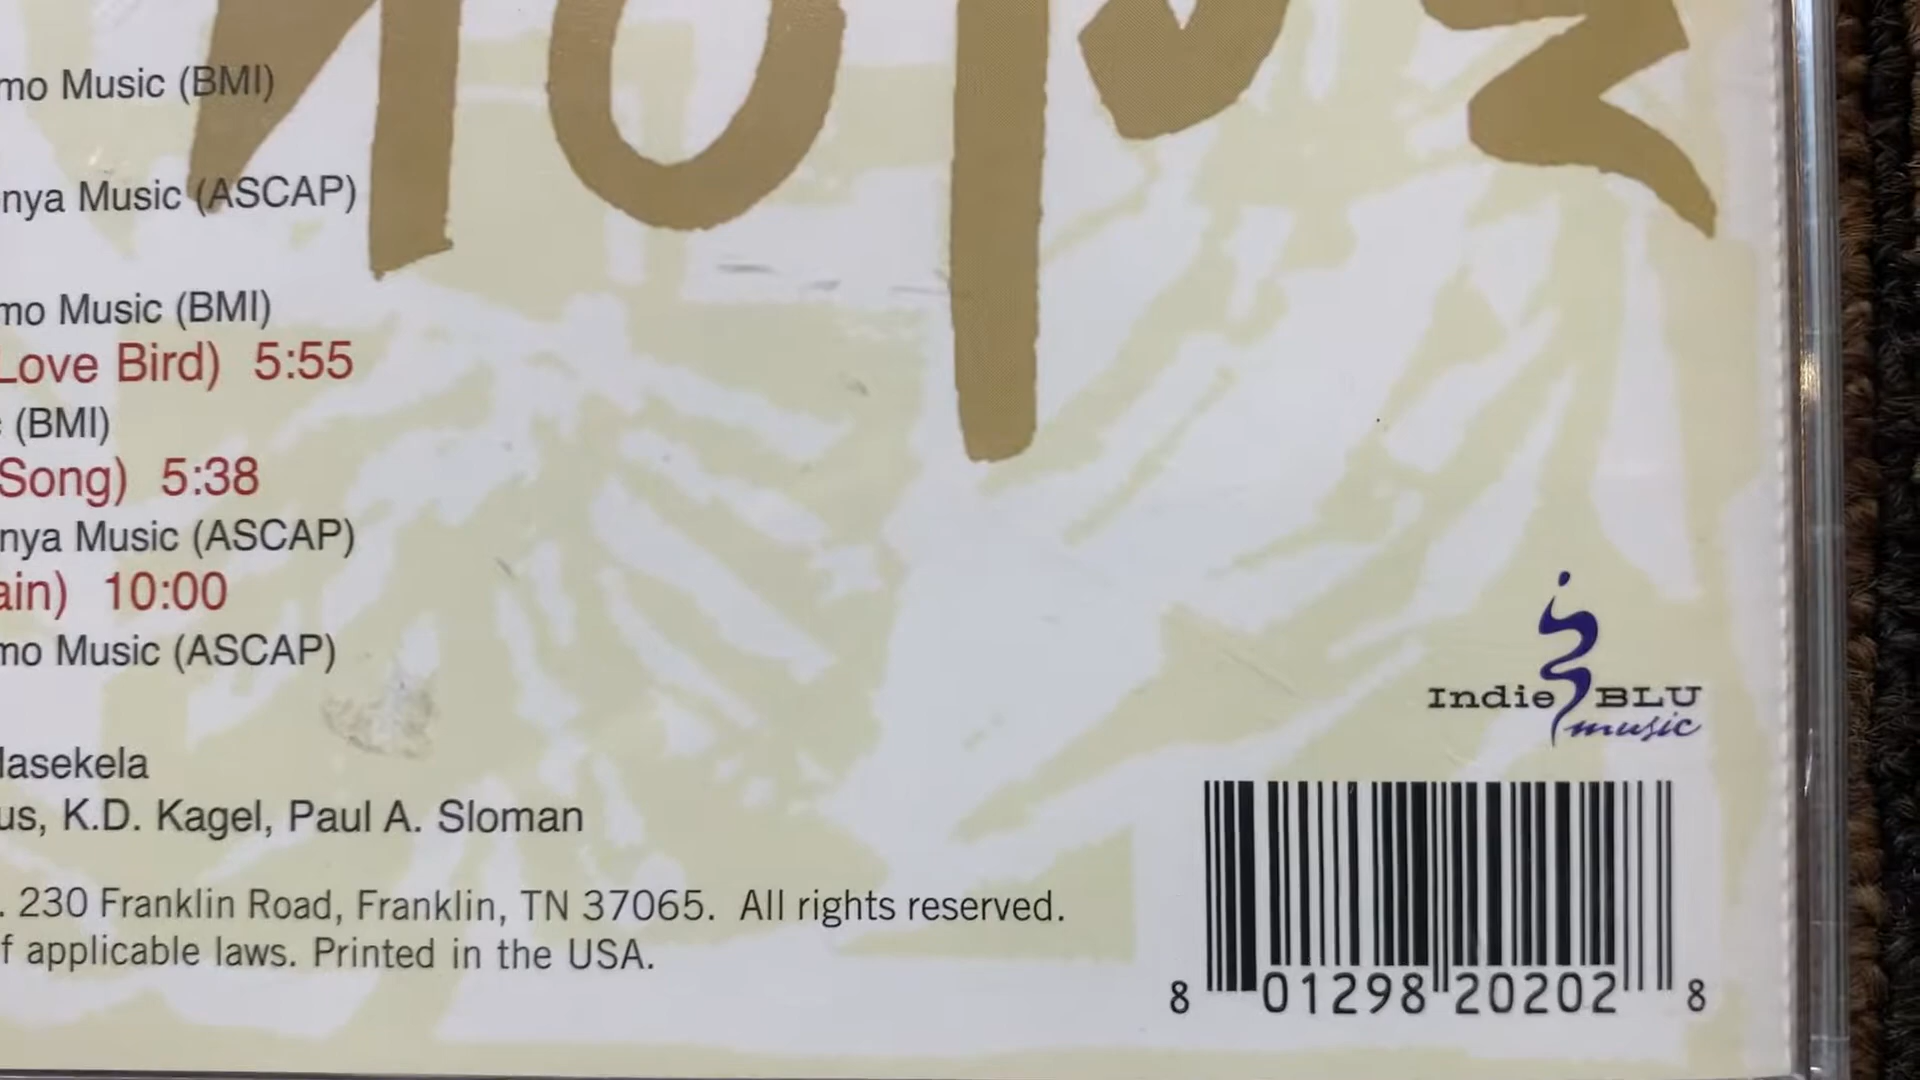 hope
mo Music (BMI)
nya Music (ASCAP)
mo Music (BMI)
Love Bird) 5:55
(BMI)
Song) 5:38
nya Music (ASCAP)
ain) 10:00
mo Music (ASCAP)
Indie BLU
music
lasekela
us, K.D. Kagel, Paul A. Sloman
. 230 Franklin Road, Franklin, TN 37065. All rights reserved.
f applicable laws. Printed in the USA.
8 01298 20202 8